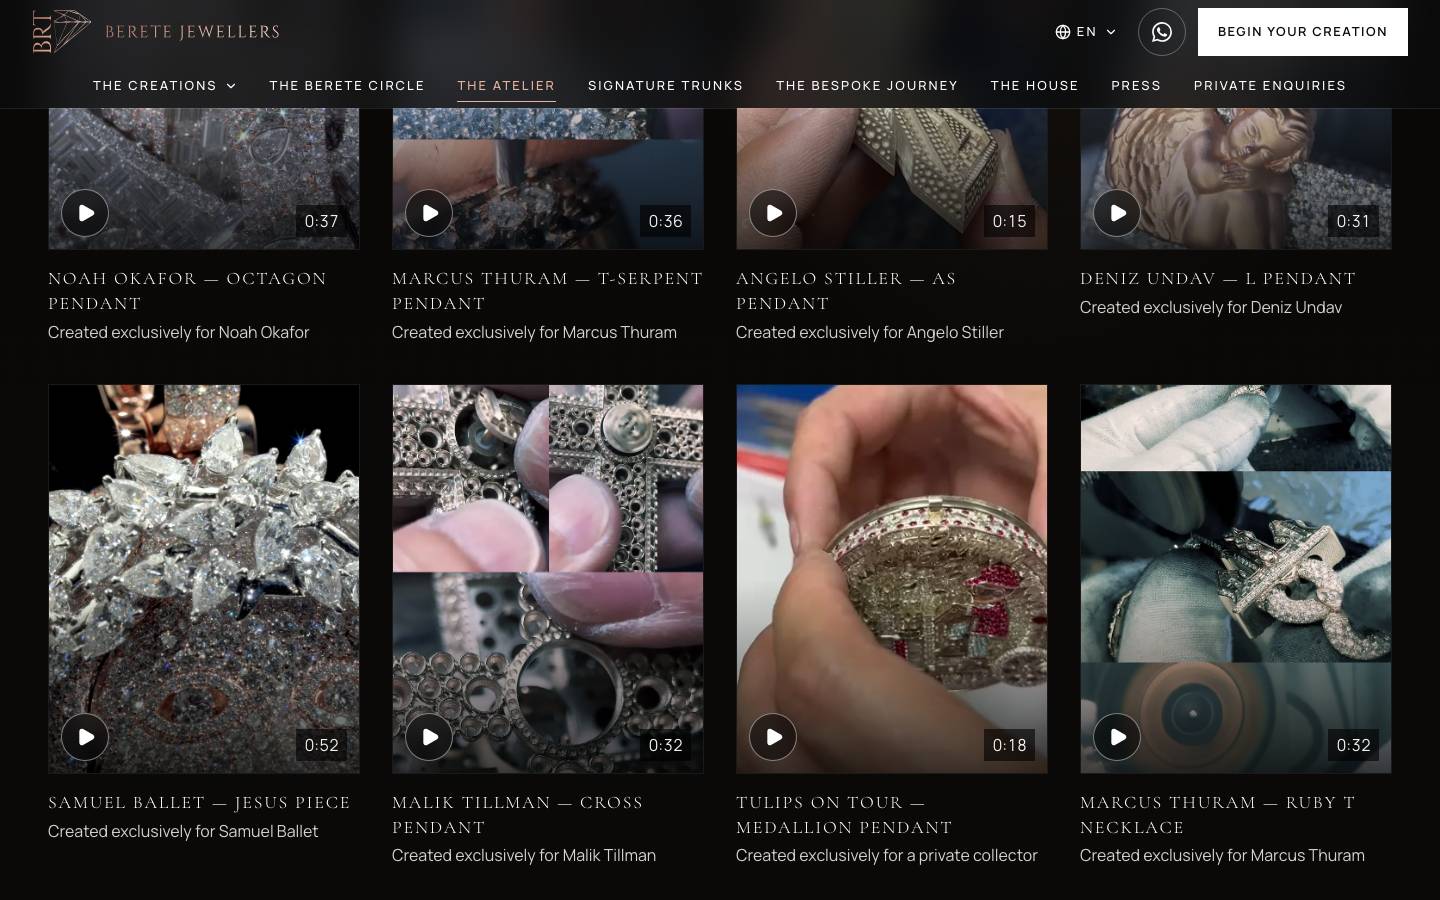 BRT BERETE JEWELLERS
EN
BEGIN YOUR CREATION
THE CREATIONS
THE BERETE CIRCLE
THE ATELIER
SIGNATURE TRUNKS
THE BESPOKE JOURNEY
THE HOUSE
PRESS
PRIVATE ENQUIRIES
0:37
0:36
0:15
0:31
NOAH OKAFOR — OCTAGON
PENDANT
Created exclusively for Noah Okafor
MARCUS THURAM — T-SERPENT
PENDANT
Created exclusively for Marcus Thuram
ANGELO STILLER — AS
PENDANT
Created exclusively for Angelo Stiller
DENIZ UNDAV — L PENDANT
Created exclusively for Deniz Undav
0:52
0:32
0:18
0:32
SAMUEL BALLET — JESUS PIECE
Created exclusively for Samuel Ballet
MALIK TILLMAN — CROSS
PENDANT
Created exclusively for Malik Tillman
TULIPS ON TOUR —
MEDALLION PENDANT
Created exclusively for a private collector
MARCUS THURAM — RUBY T
NECKLACE
Created exclusively for Marcus Thuram